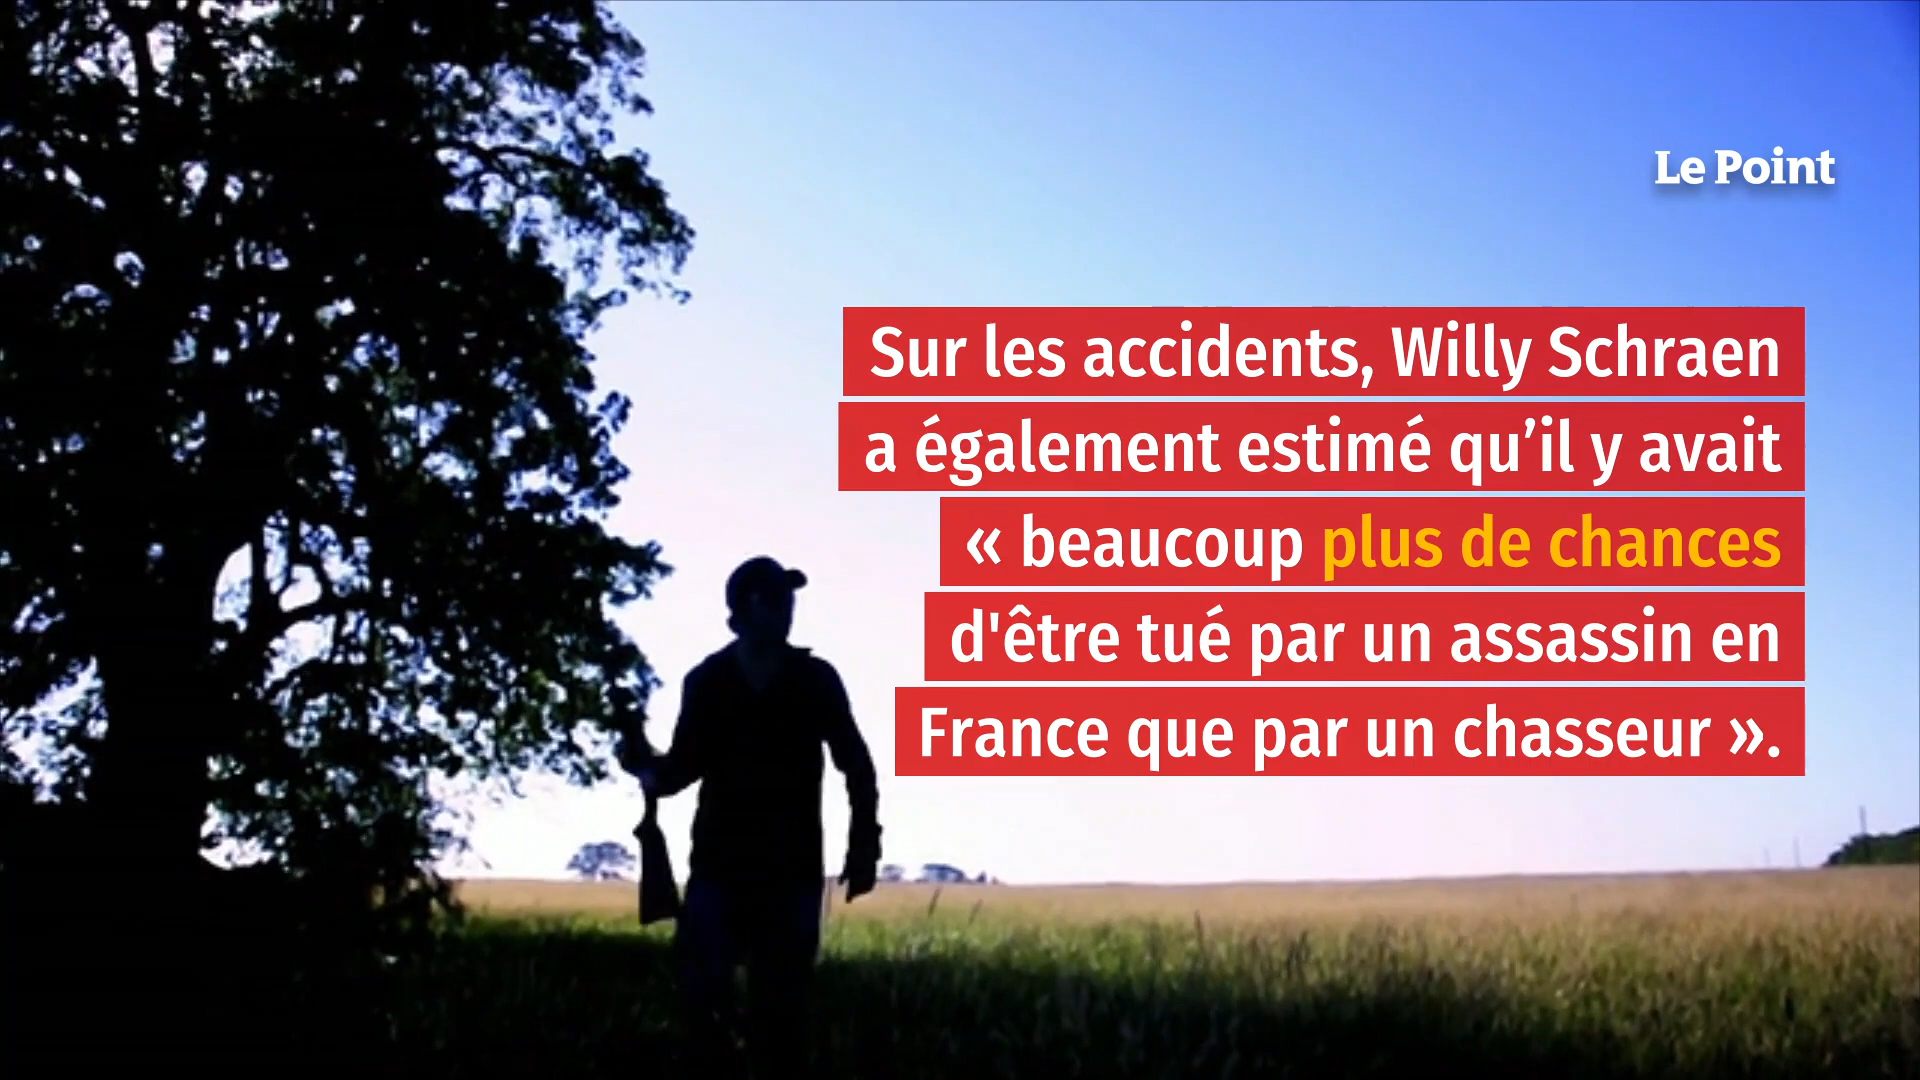 Le Point
Sur les accidents, Willy Schraen
a également estimé qu’il y avait
« beaucoup plus de chances
d'être tué par un assassin en
France que par un chasseur ».